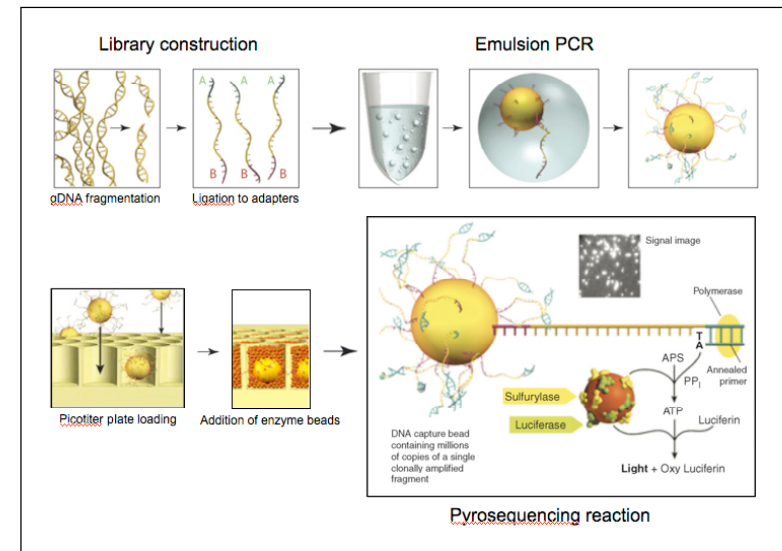 Library construction
Emulsion PCR
A A A
B B B
gDNA fragmentation
Ligation to adapters
Signal image
Polymerase
T
A
Annealed
primer
APS
PPi
Sulfurylase
Luciferase
ATP
Luciferin
Light + Oxy Luciferin
DNA capture bead
containing millions
of copies of a single
clonally amplified
fragment
Picotiter plate loading
Addition of enzyme beads
Pyrosequencing reaction